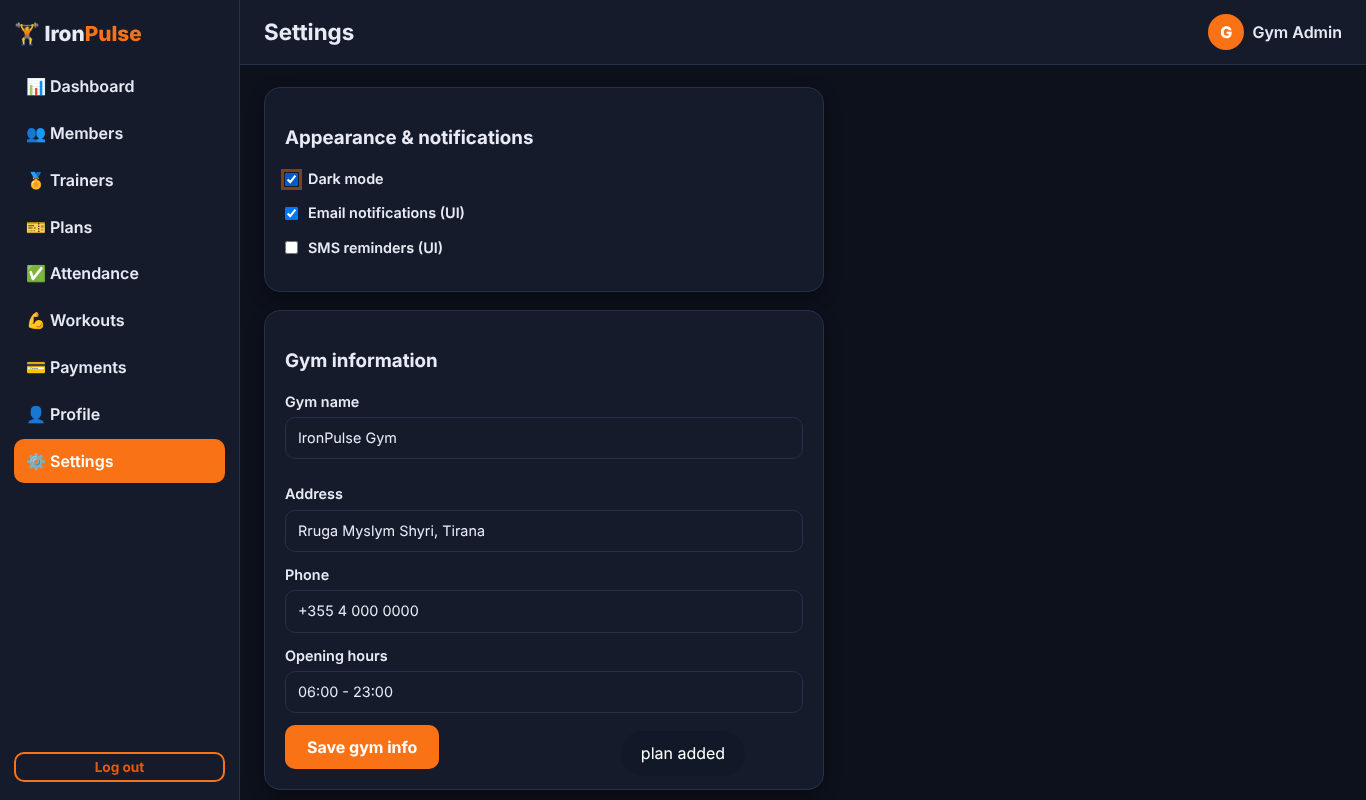 IronPulse
Dashboard
Members
Trainers
Plans
Attendance
Workouts
Payments
Profile
Settings
Log out
Settings
G
Gym Admin
Appearance & notifications
Dark mode
Email notifications (UI)
SMS reminders (UI)
Gym information
Gym name
IronPulse Gym
Address
Rruga Myslym Shyri, Tirana
Phone
+355 4 000 0000
Opening hours
06:00 - 23:00
Save gym info
plan added